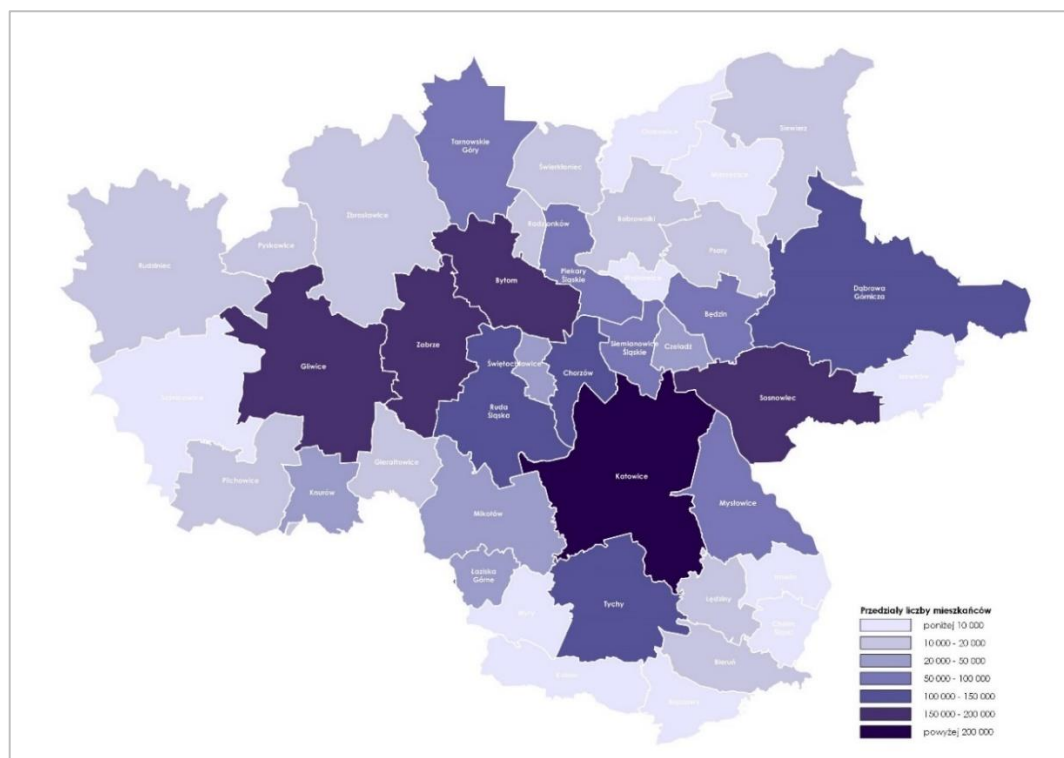 Tarnowskie
Góry
Świerklaniec
Siewierz
Zbrosławice
Radzionków
Bobrowniki
Psary
Pyskowice
Rudziniec
Piekary
Śląskie
Bytom
Dąbrowa
Górnicza
Będzin
Siemianowice
Śląskie
Czeladź
Zabrze
Gliwice
Świętochłowice
Chorzów
Sosnowiec
Ruda
Śląska
Gierałtowice
Katowice
Pilchowice
Knurów
Mysłowice
Mikołów
Łaziska
Górne
Tychy
Lędziny
Bieruń
Przedziały liczby mieszkańców
poniżej 10 000
10 000 - 20 000
20 000 - 50 000
50 000 - 100 000
100 000 - 150 000
150 000 - 200 000
powyżej 200 000